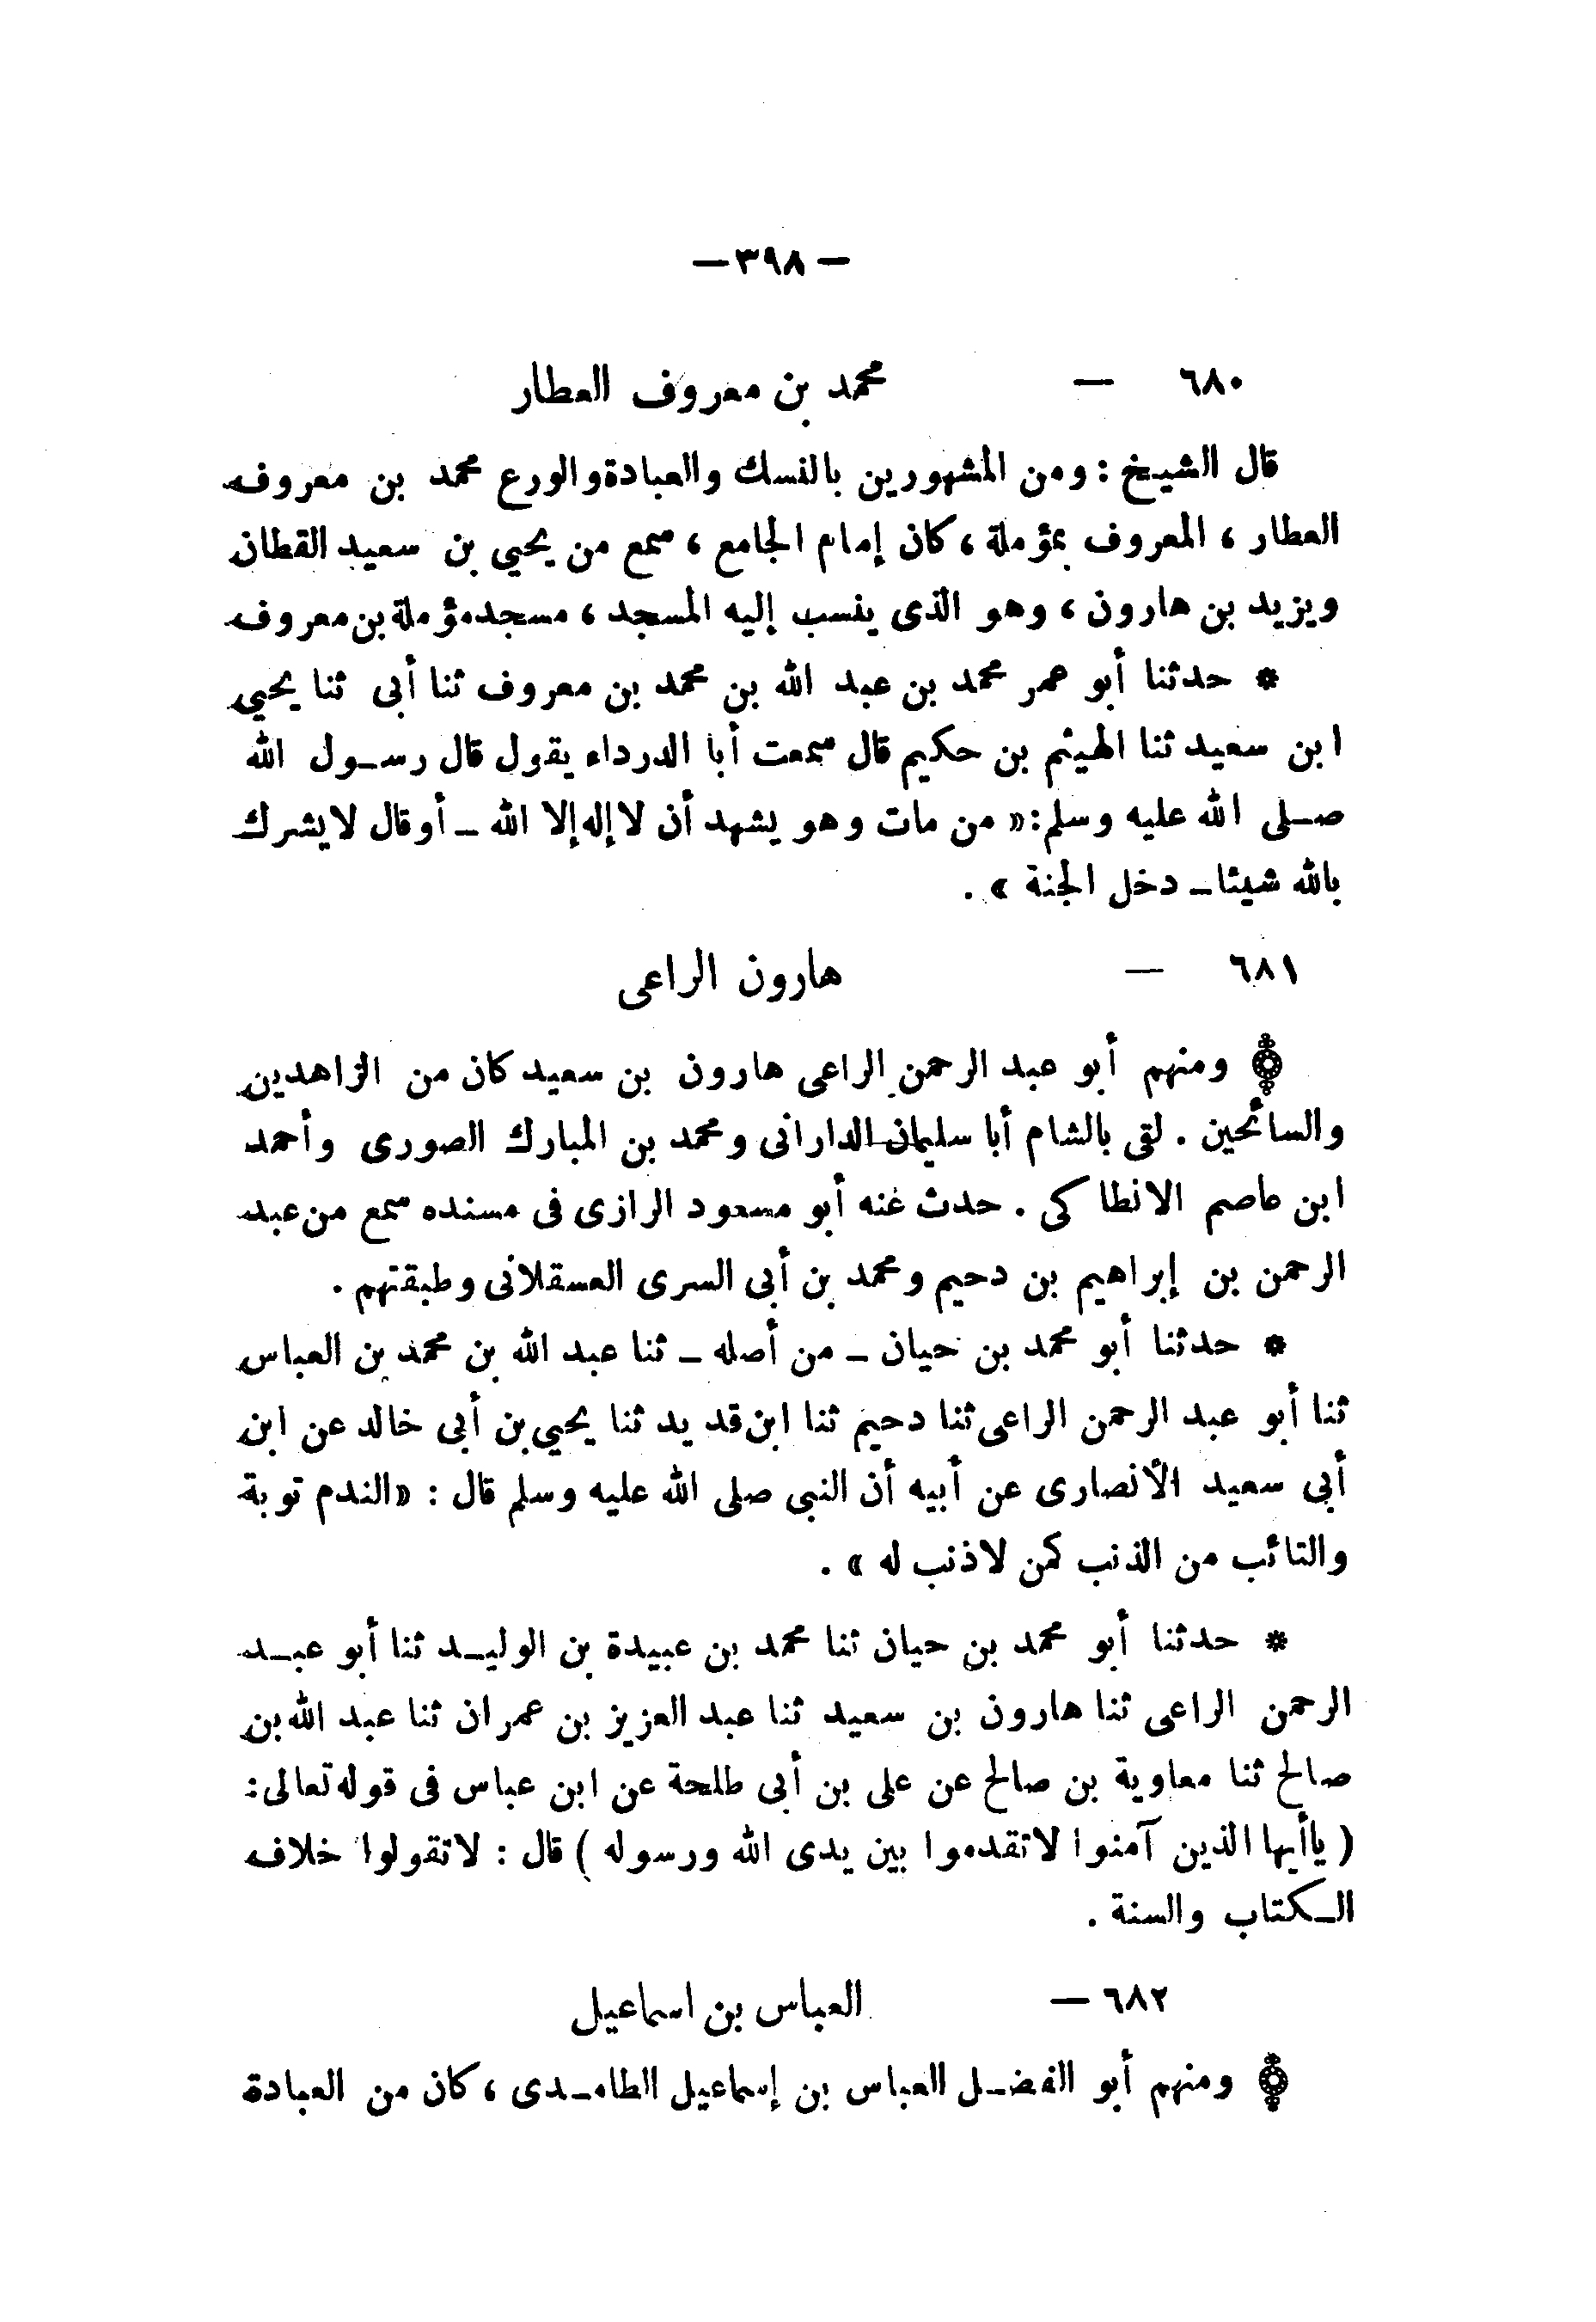 — ٣٩٨ —
٦٨٠ — محمد بن معروف العطار
قال الشيخ : ومن المشهورين بالنسك والعبادة والورع محمد بن معروف
العطار ، المعروف بمؤملة ، كان إمام الجامع ، سمع من يحيي بن سعيد القطان
ويزيد بن هارون ، وهو الذى ينسب إليه المسجد ، مسجد مؤملة بن معروف
* حدثنا أبو عمر محمد بن عبد الله بن محمد بن معروف ثنا أبى ثنا يحيي
ابن سعيد ثنا الهيثم بن حكيم قال سمعت أبا الدرداء يقول قال رسـول الله
صـلى الله عليه وسلم : « من مات وهو يشهد أن لا إله إلا الله ـ أو قال لا يشرك
بالله شيئا ـ دخل الجنة » .
٦٨١ — هارون الراعى
ومنهم أبو عبد الرحمن الراعى هارون بن سعيد كان من الزاهدين
والسائحين . لقى بالشام أبا سليمان الدارانى ومحمد بن المبارك الصورى وأحمد
ابن عاصم الانطاكى . حدث عنه أبو مسعود الرازى فى مسنده سمع من عبد
الرحمن بن إبراهيم بن دحيم ومحمد بن أبى السرى العسقلانى وطبقتهم .
* حدثنا أبو محمد بن حيان ـ من أصله ـ ثنا عبد الله بن محمد بن العباس
ثنا أبو عبد الرحمن الراعى ثنا دحيم ثنا ابن قديد ثنا يحيي بن أبى خالد عن ابن
أبى سعيد الأنصارى عن أبيه أن النبى صلى الله عليه وسلم قال : « الندم توبة
والتائب من الذنب كمن لا ذنب له » .
* حدثنا أبو محمد بن حيان ثنا محمد بن عبيدة بن الوليـد ثنا أبو عبـد
الرحمن الراعى ثنا هارون بن سعيد ثنا عبد العزيز بن عمران ثنا عبد الله بن
صالح ثنا معاوية بن صالح عن على بن أبى طلحة عن ابن عباس فى قوله تعالى :
( ياأيها الذين آمنوا لا تقدموا بين يدى الله ورسوله ) قال : لا تقولوا خلاف
الـكتاب والسنة .
٦٨٢ — العباس بن اسماعيل
ومنهم أبو الفضـل العباس بن إسماعيل الطامـدى ، كان من العبادة